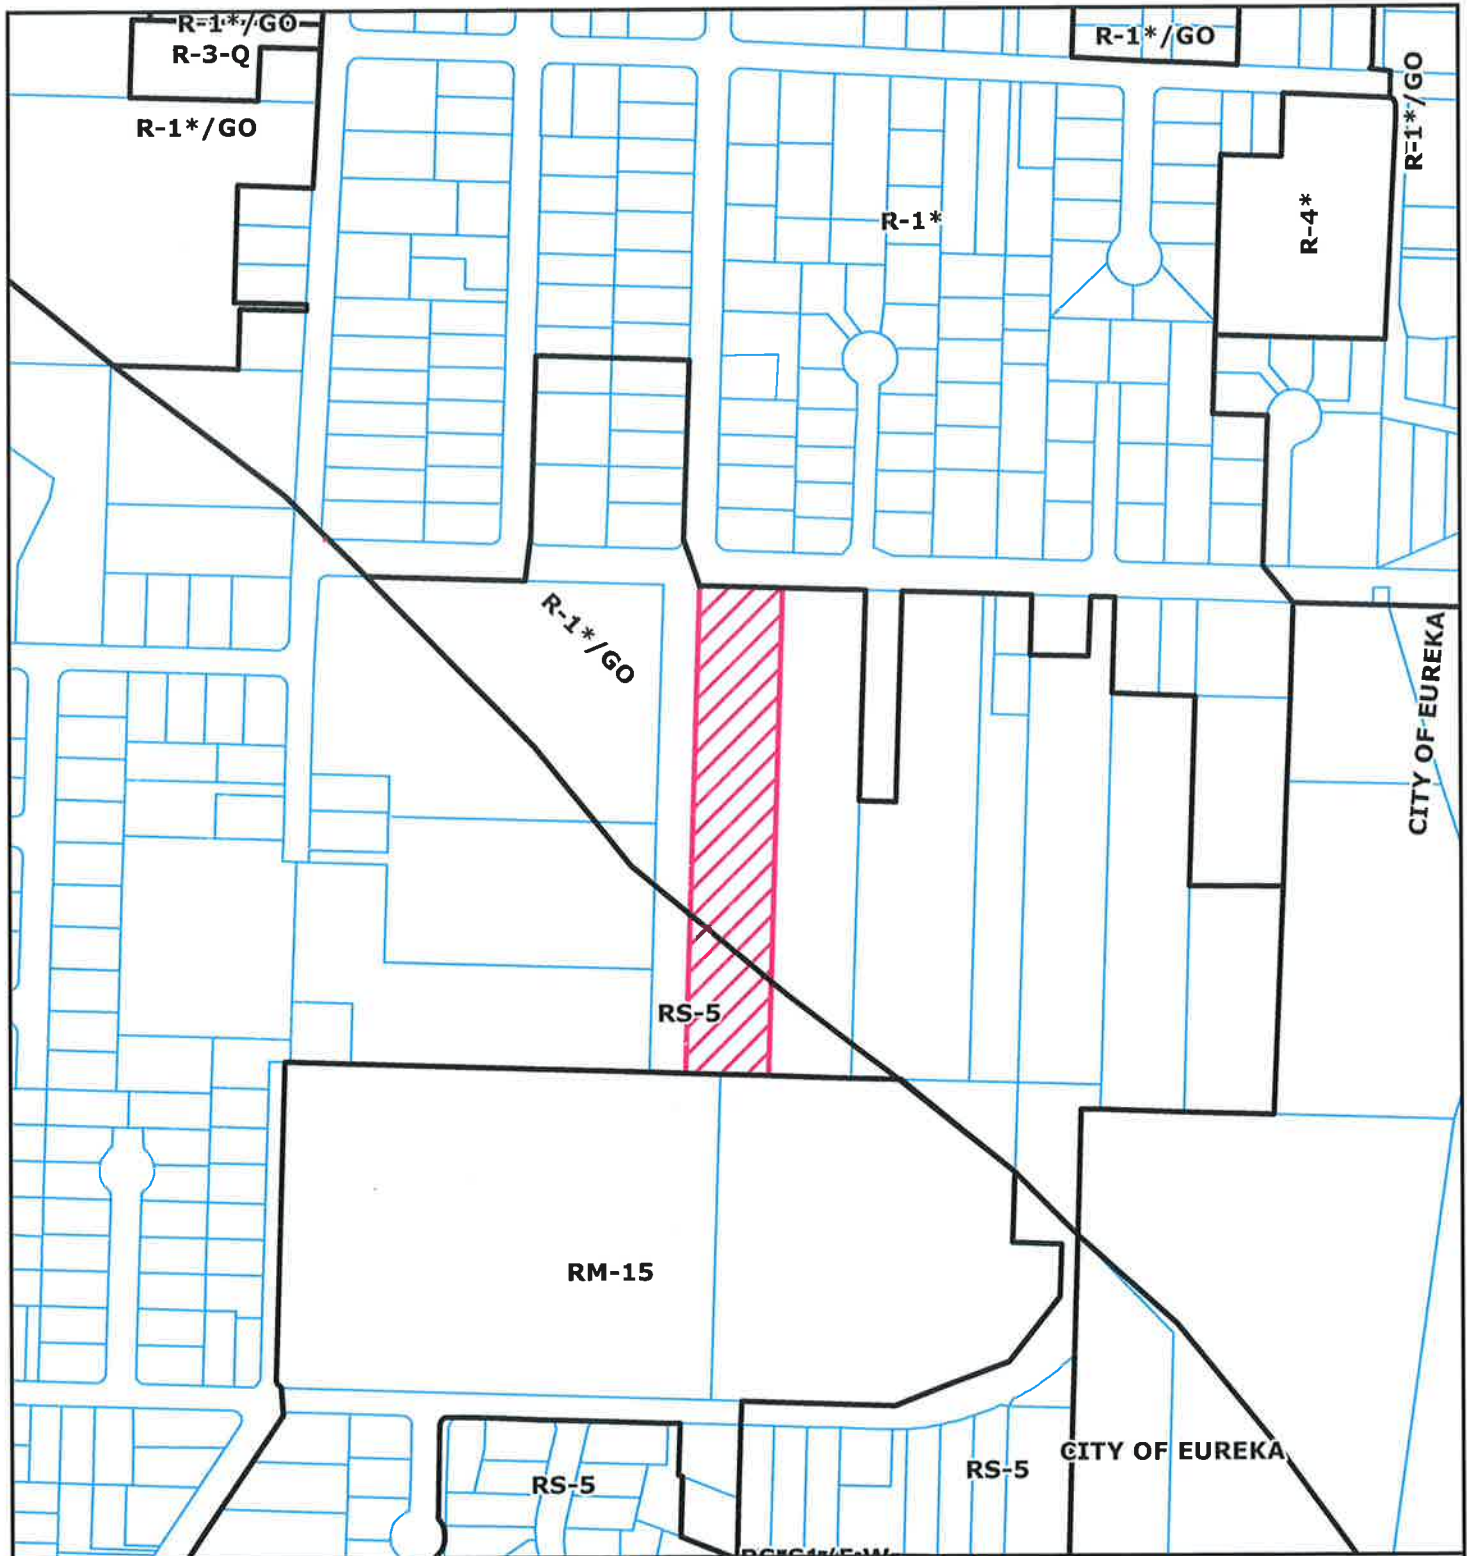 R-1*/GO
R-3-Q
R-1*/GO
R-1*/GO
R-1*/GO
R-1*
R-4*
R-1*/GO
CITY OF EUREKA
RS-5
RM-15
CITY OF EUREKA
RS-5
RS-5